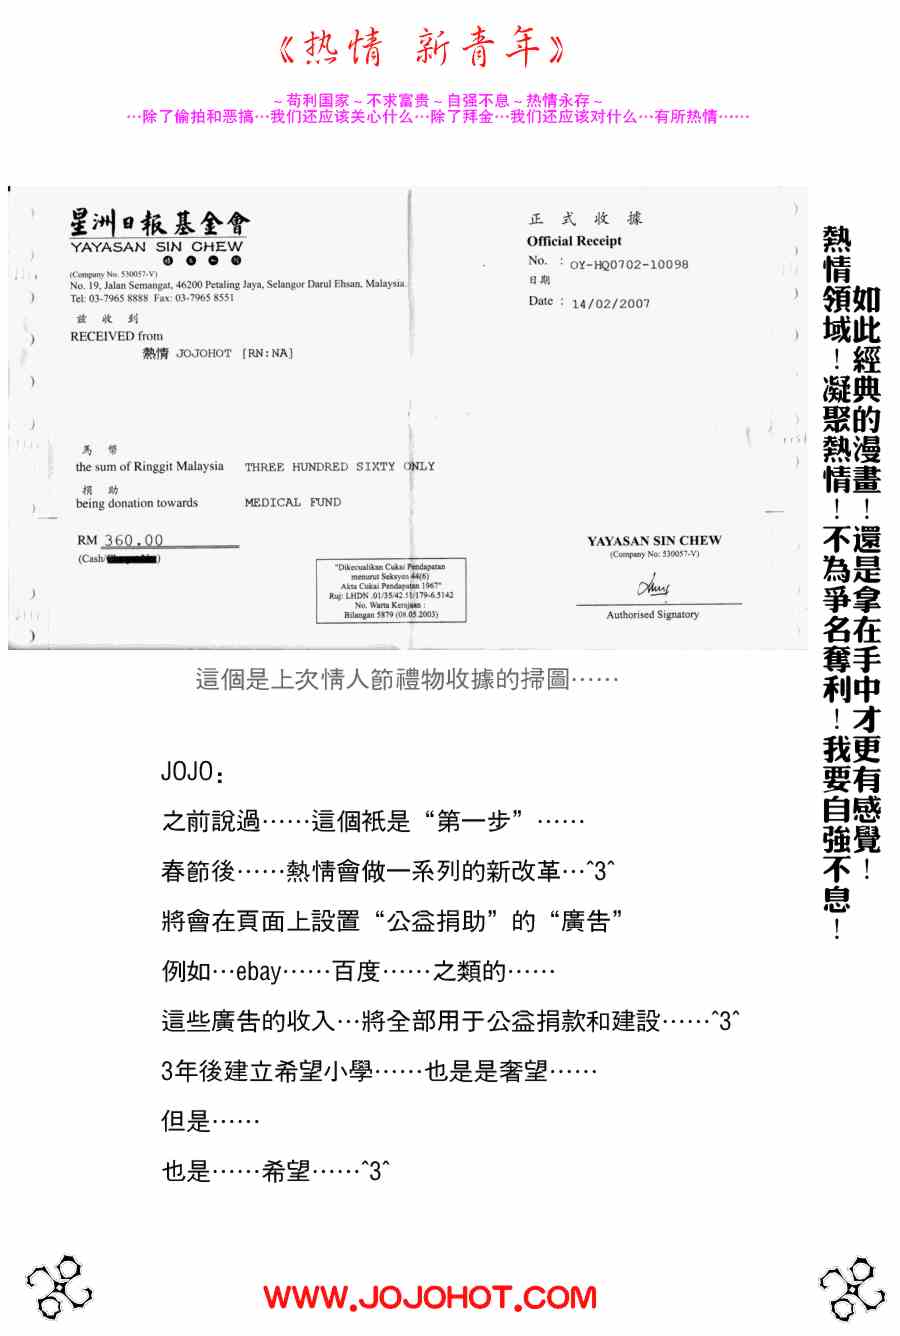 《热情 新青年》
～苟利国家～不求富贵～自强不息～热情永存～
…除了偷拍和恶搞…我们还应该关心什么…除了拜金…我们还应该对什么…有所热情……
星洲日報基金會
YAYASAN SIN CHEW
(Company No. 530057-V)
No. 19, Jalan Semangat, 46200 Petaling Jaya, Selangor Darul Ehsan, Malaysia.
Tel: 03-7965 8888 Fax: 03-7965 8551
茲收到
RECEIVED from
熱情 JOJOHOT [RN:NA]
正式收據
Official Receipt
No. : OY-HQ0702-10098
日期
Date : 14/02/2007
馬幣
the sum of Ringgit Malaysia THREE HUNDRED SIXTY ONLY
捐助
being donation towards MEDICAL FUND
RM 360.00
(Cash/
"Dikecualikan Cukai Pendapatan
menurut Seksyen 44(6)
Akta Cukai Pendapatan 1967"
Ruj: LHDN .01/35/42.51/179-6.5142
No. Warta Kerajaan :
Bilangan 5879 (08.05.2003)
YAYASAN SIN CHEW
(Company No: 530057-V)
Authorised Signatory
如此經典的漫畫！還是拿在手中才更有感覺！
熱情領域！凝聚熱情！不為爭名奪利！我要自強不息！
這個是上次情人節禮物收據的掃圖……
JOJO：
之前說過……這個衹是“第一步”……
春節後……熱情會做一系列的新改革…^3^
將會在頁面上設置“公益捐助”的“廣告”
例如…ebay……百度……之類的……
這些廣告的收入…將全部用于公益捐款和建設……^3^
3年後建立希望小學……也是是奢望……
但是……
也是……希望……^3^
WWW.JOJOHOT.COM